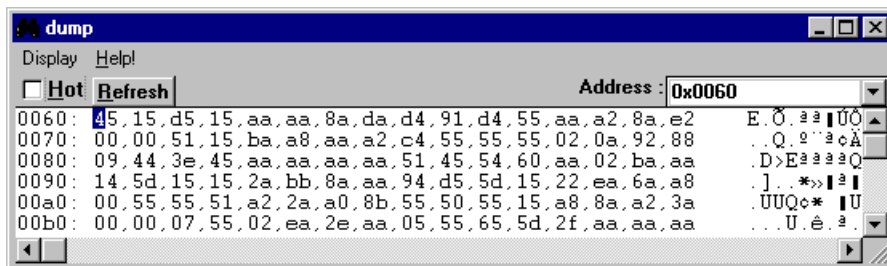 dump
Display Help!
Hot Refresh Address : 0x0060
0060: 45,15,d5,15,aa,aa,8a,da,d4,91,d4,55,aa,a2,8a,e2 E.Õ.ªª▮ÚÔ
0070: 00,00,51,15,ba,a8,aa,a2,c4,55,55,55,02,0a,92,88 ..Q.º¨ª¢Ä
0080: 09,44,3e,45,aa,aa,aa,aa,51,45,54,60,aa,02,ba,aa .D>EªªªªQ
0090: 14,5d,15,15,2a,bb,8a,aa,94,d5,5d,15,22,ea,6a,a8 .]..*»▮ª▮
00a0: 00,55,55,51,a2,2a,a0,8b,55,50,55,15,a8,8a,a2,3a .UUQ¢* ▮U
00b0: 00,00,07,55,02,ea,2e,aa,05,55,65,5d,2f,aa,aa,aa ...U.ê.ª.